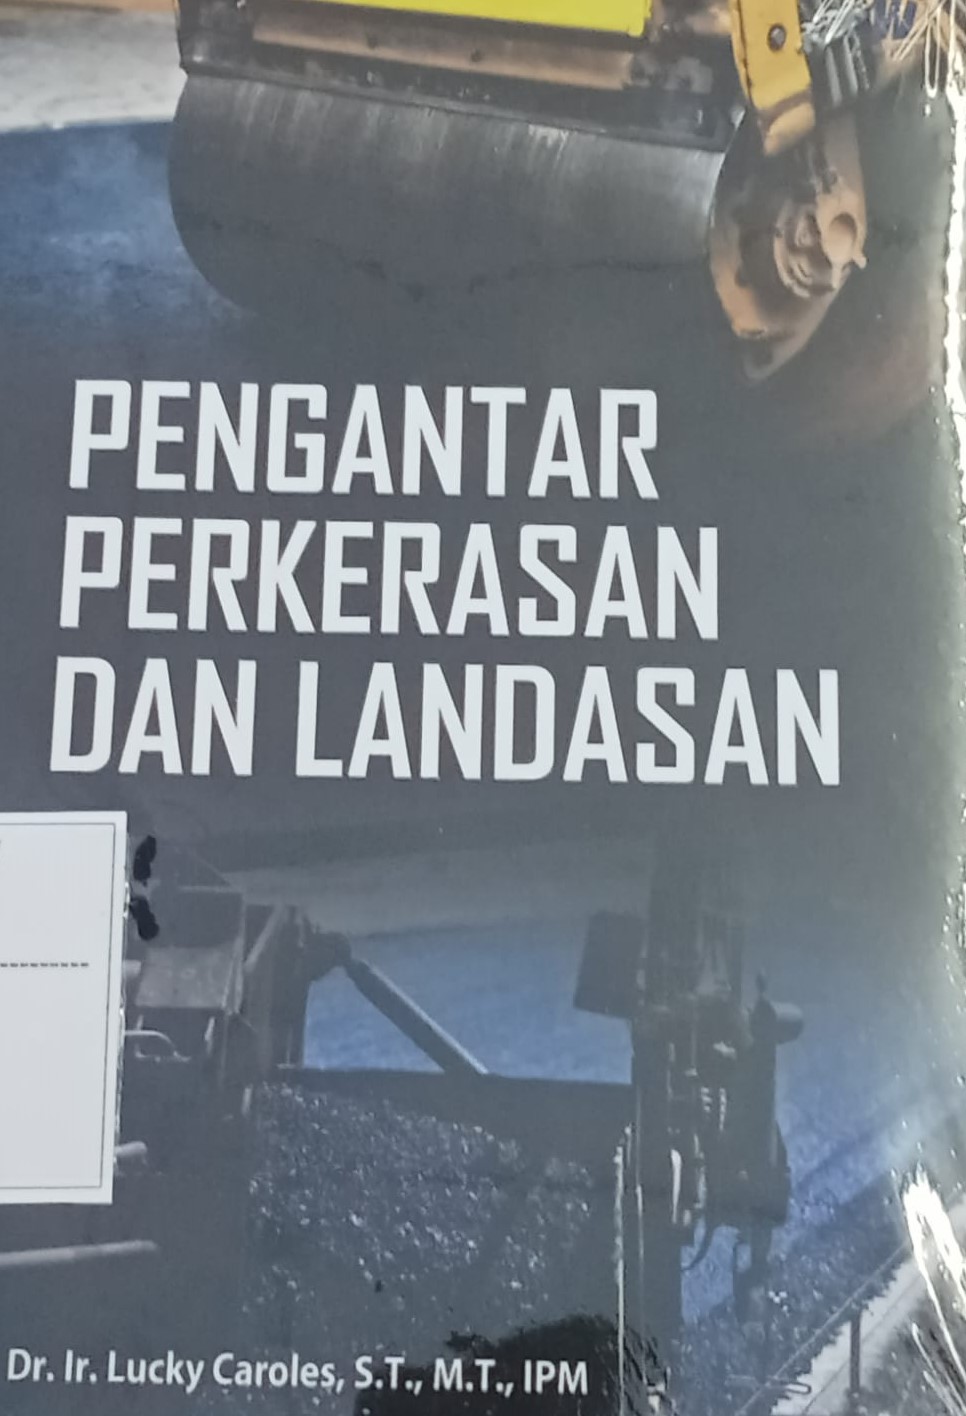 PENGANTAR
PERKERASAN
DAN LANDASAN
Dr. Ir. Lucky Caroles, S.T., M.T., IPM